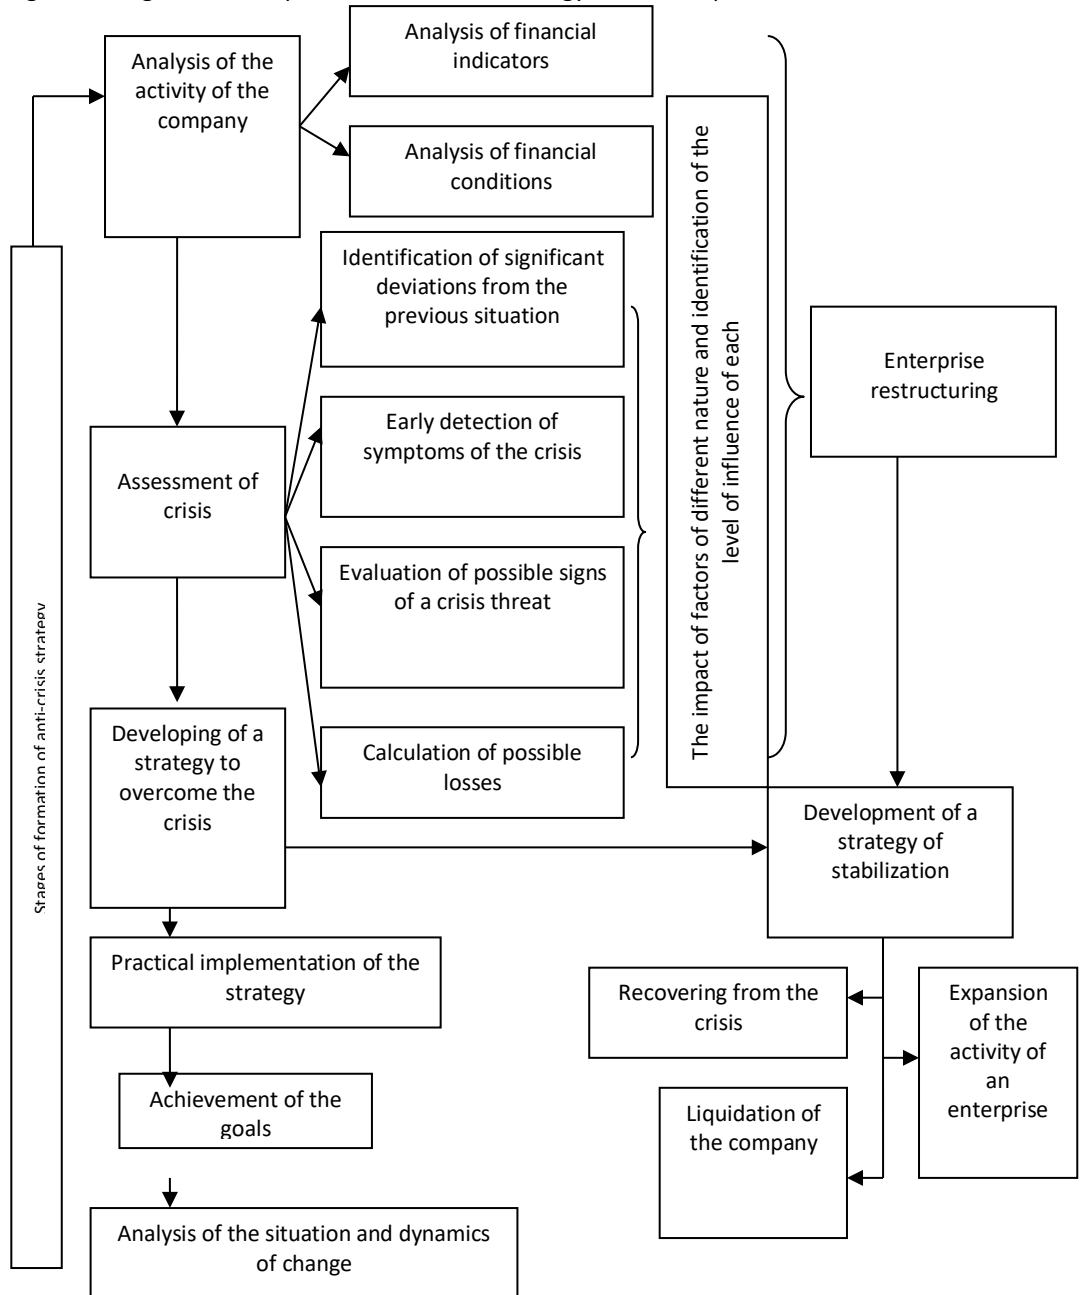 Analysis of the
activity of the
company
Analysis of financial
indicators
Analysis of financial
conditions
The impact of factors of different nature and identification of the
level of influence of each
Identification of significant
deviations from the
previous situation
Early detection of
symptoms of the crisis
Evaluation of possible signs
of a crisis threat
Calculation of possible
losses
Enterprise
restructuring
Assessment of
crisis
Stages of formation of anti-crisis strategy
Developing of a
strategy to
overcome the
crisis
Development of a
strategy of
stabilization
Practical implementation of the
strategy
Recovering from the
crisis
Expansion
of the
activity of
an
enterprise
Achievement of the
goals
Liquidation of
the company
Analysis of the situation and dynamics
of change